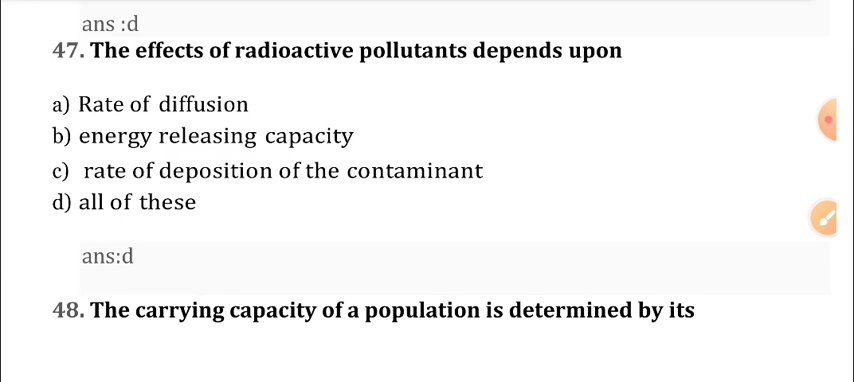 ans :d
47. The effects of radioactive pollutants depends upon
a) Rate of diffusion
b) energy releasing capacity
c) rate of deposition of the contaminant
d) all of these
ans:d
48. The carrying capacity of a population is determined by its